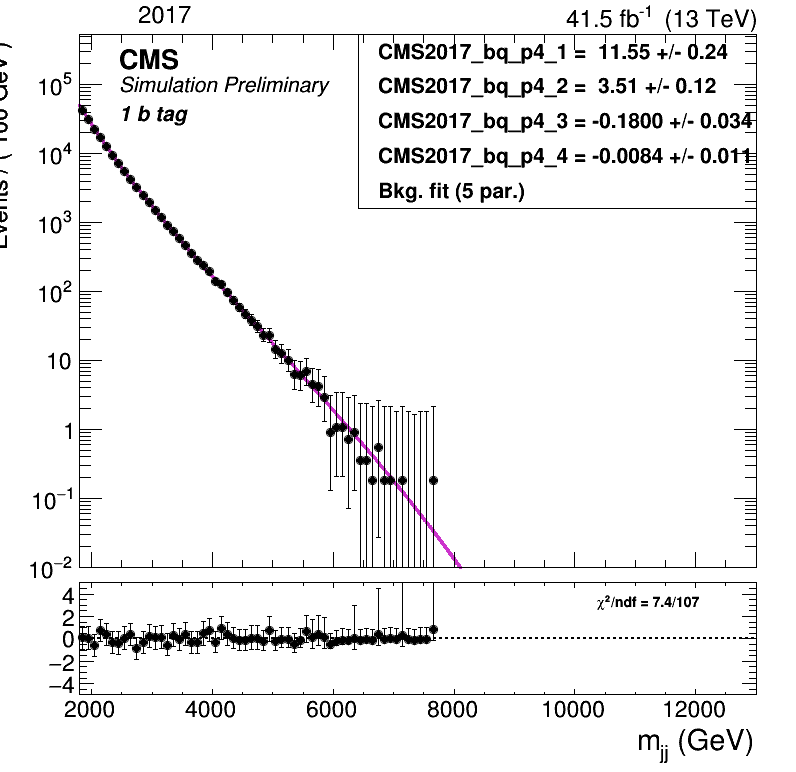 2017
41.5 fb⁻¹ (13 TeV)
CMS
Simulation Preliminary
1 b tag
CMS2017_bq_p4_1 = 11.55 +/- 0.24
CMS2017_bq_p4_2 = 3.51 +/- 0.12
CMS2017_bq_p4_3 = -0.1800 +/- 0.034
CMS2017_bq_p4_4 = -0.0084 +/- 0.011
Bkg. fit (5 par.)
Events / ( 100 GeV )
10⁵
10⁴
10³
10²
10
1
10⁻¹
10⁻²
χ²/ndf = 7.4/107
4
2
0
−2
−4
2000 4000 6000 8000 10000 12000
m_jj (GeV)